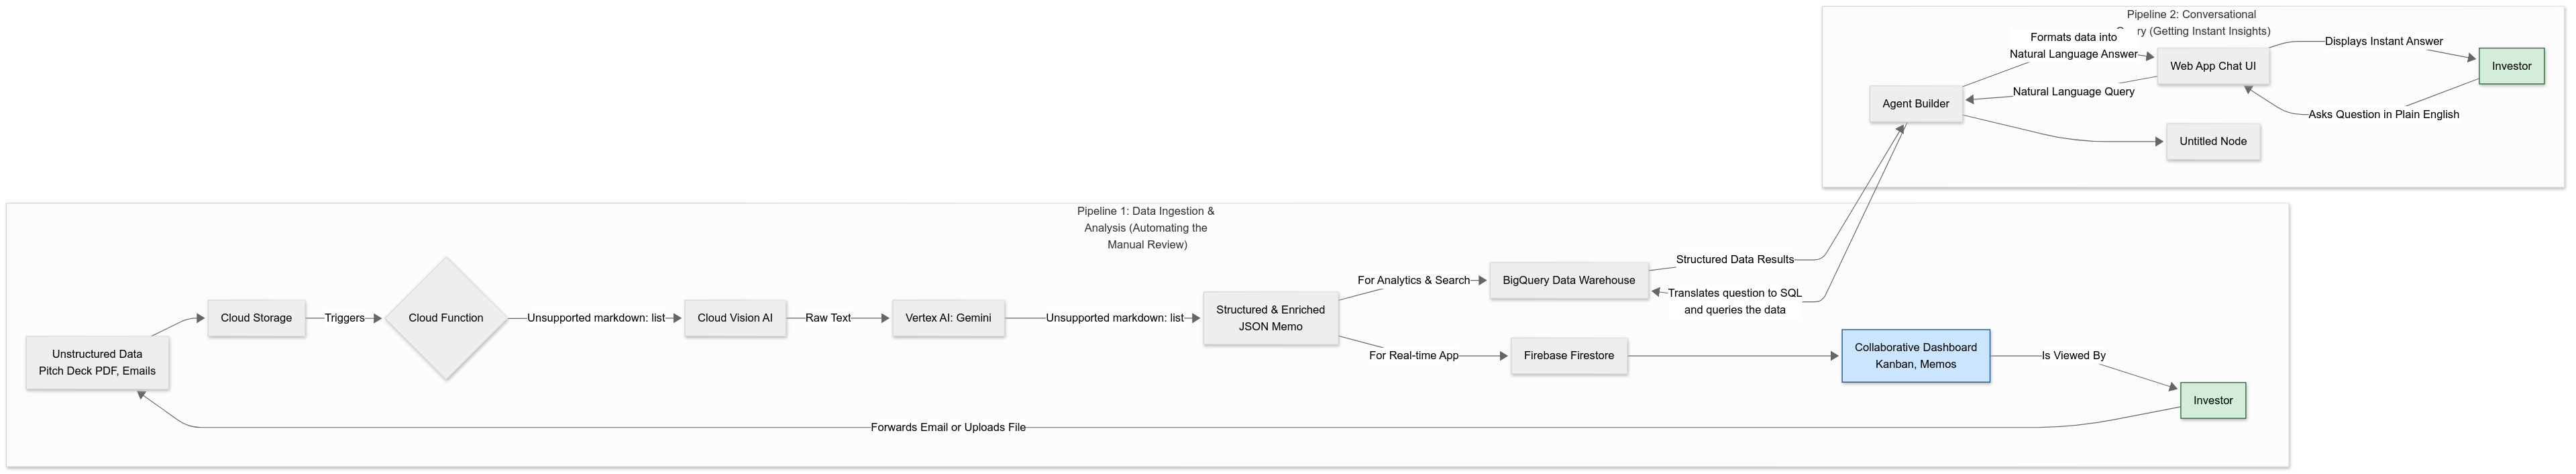 Pipeline 2: Conversational
ry (Getting Instant Insights)
Formats data into
Natural Language Answer
Displays Instant Answer
Web App Chat UI
Investor
Natural Language Query
Agent Builder
Asks Question in Plain English
Untitled Node
Pipeline 1: Data Ingestion &
Analysis (Automating the
Manual Review)
Structured Data Results
For Analytics & Search
BigQuery Data Warehouse
Translates question to SQL
and queries the data
Cloud Storage
Triggers
Cloud Function
Unsupported markdown: list
Cloud Vision AI
Raw Text
Vertex AI: Gemini
Unsupported markdown: list
Structured & Enriched
JSON Memo
Unstructured Data
Pitch Deck PDF, Emails
For Real-time App
Firebase Firestore
Collaborative Dashboard
Kanban, Memos
Is Viewed By
Investor
Forwards Email or Uploads File